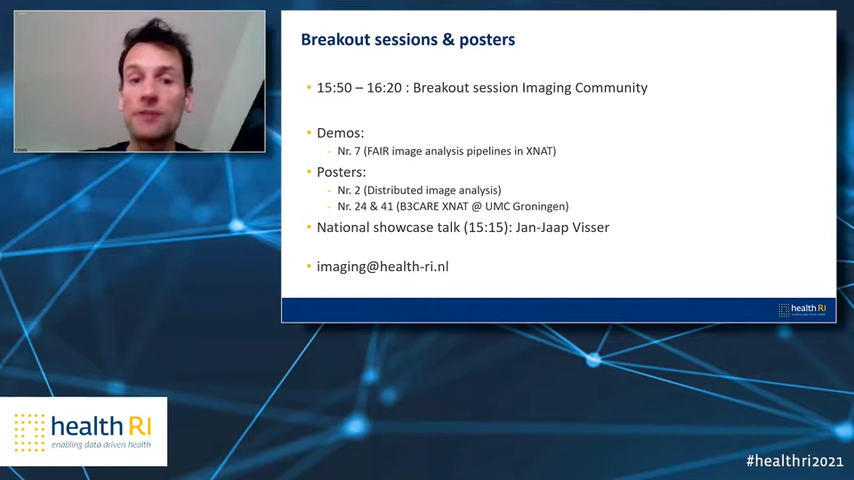 Breakout sessions & posters
• 15:50 – 16:20 : Breakout session Imaging Community
• Demos:
- Nr. 7 (FAIR image analysis pipelines in XNAT)
• Posters:
- Nr. 2 (Distributed image analysis)
- Nr. 24 & 41 (B3CARE XNAT @ UMC Groningen)
• National showcase talk (15:15): Jan-Jaap Visser
• imaging@health-ri.nl
health RI
health RI
enabling data driven health
#healthri2021